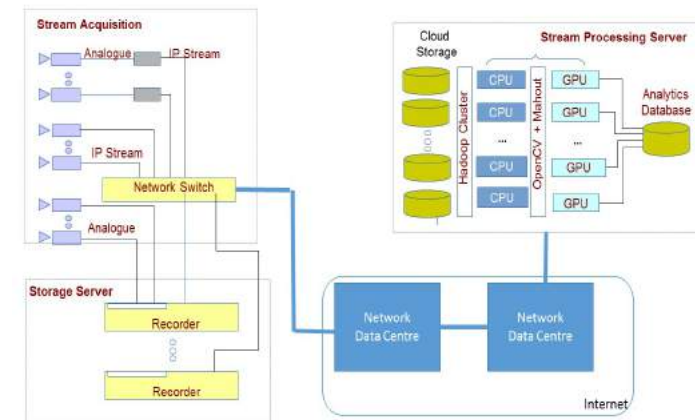 Stream Acquisition
Analogue
IP Stream
IP Stream
Network Switch
Analogue
Storage Server
Recorder
Recorder
Stream Processing Server
Cloud
Storage
Hadoop Cluster
CPU
CPU
...
CPU
CPU
OpenCV + Mahout
GPU
GPU
...
GPU
GPU
Analytics
Database
Network
Data Centre
Network
Data Centre
Internet